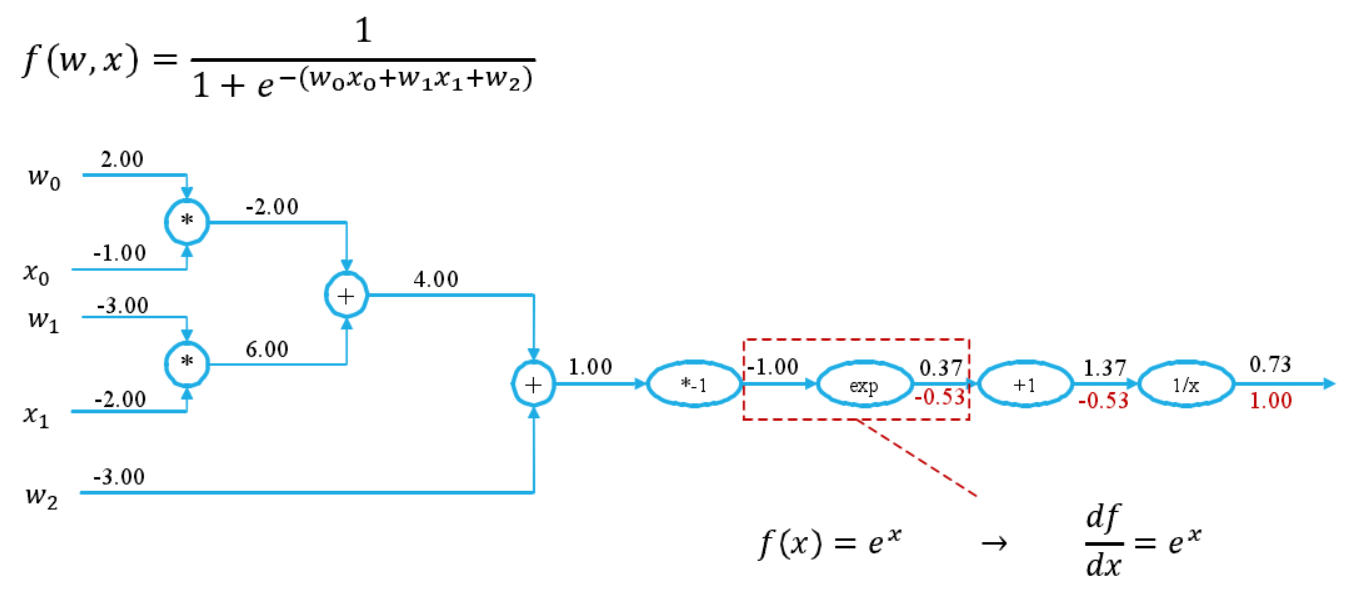 f(w, x) = 1 / (1 + e^−(w₀x₀+w₁x₁+w₂))
w₀ 2.00
* -2.00
x₀ -1.00
+ 4.00
w₁ -3.00
* 6.00
x₁ -2.00
+ 1.00 *-1 -1.00 exp 0.37 +1 1.37 1/x 0.73
-0.53 -0.53 1.00
w₂ -3.00
f(x) = eˣ → df/dx = eˣ